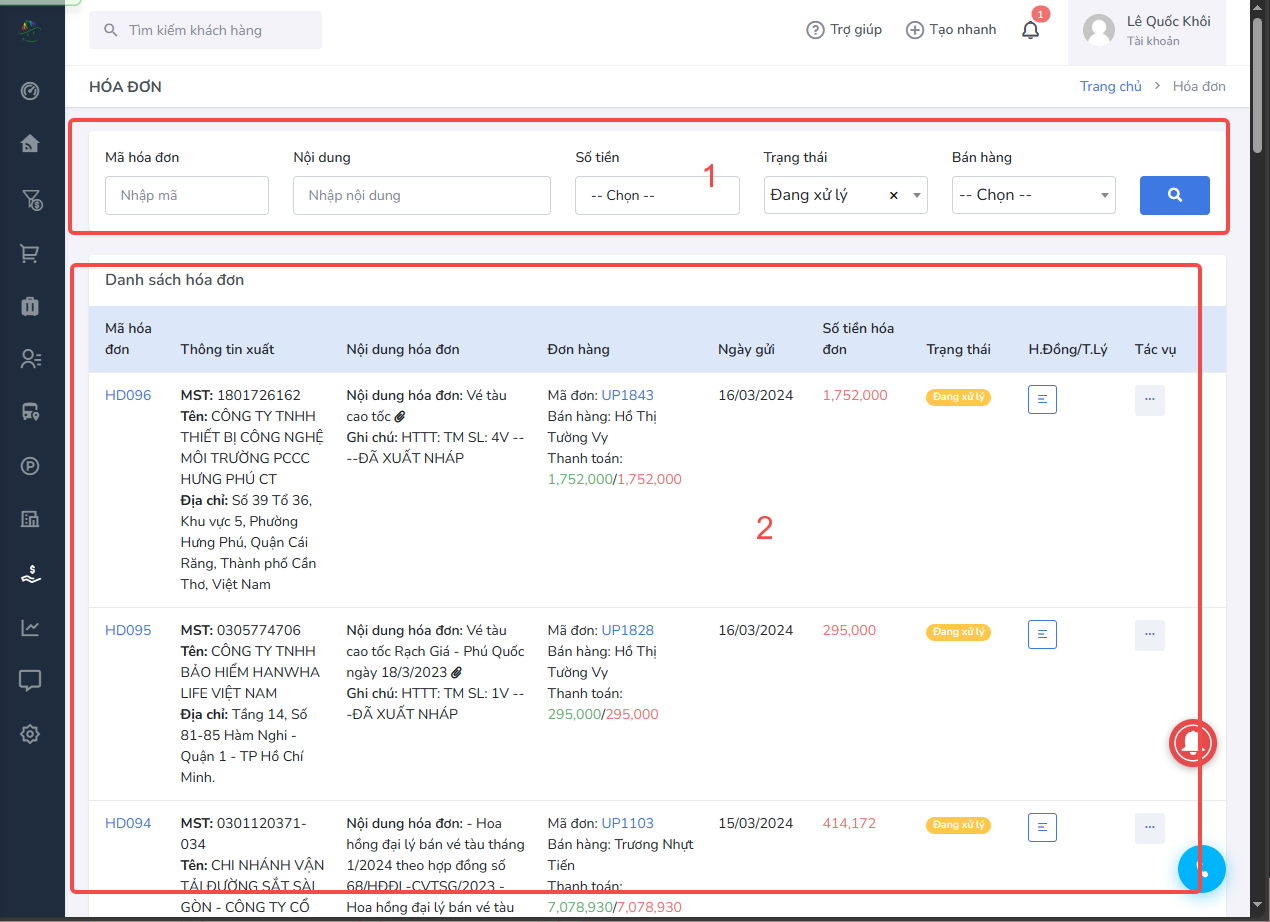 Tìm kiếm khách hàng
Trợ giúp
Tạo nhanh
1
Lê Quốc Khôi
Tài khoản
HÓA ĐƠN
Trang chủ > Hóa đơn
Mã hóa đơn
Nội dung
Số tiền
Trạng thái
Bán hàng
1
Nhập mã
Nhập nội dung
-- Chọn --
Đang xử lý
×
-- Chọn --
Danh sách hóa đơn
Mã hóa
đơn
Thông tin xuất
Nội dung hóa đơn
Đơn hàng
Ngày gửi
Số tiền hóa
đơn
Trạng thái
H.Đồng/T.Lý
Tác vụ
HD096
MST: 1801726162
Tên: CÔNG TY TNHH
THIẾT BỊ CÔNG NGHỆ
MÔI TRƯỜNG PCCC
HƯNG PHÚ CT
Địa chỉ: Số 39 Tổ 36,
Khu vực 5, Phường
Hưng Phú, Quận Cái
Răng, Thành phố Cần
Thơ, Việt Nam
Nội dung hóa đơn: Vé tàu
cao tốc
Ghi chú: HTTT: TM SL: 4V --
--ĐÃ XUẤT NHÁP
Mã đơn: UP1843
Bán hàng: Hồ Thị
Tường Vy
Thanh toán:
1,752,000/1,752,000
16/03/2024
1,752,000
Đang xử lý
...
2
HD095
MST: 0305774706
Tên: CÔNG TY TNHH
BẢO HIỂM HANWHA
LIFE VIỆT NAM
Địa chỉ: Tầng 14, Số
81-85 Hàm Nghi -
Quận 1 - TP Hồ Chí
Minh.
Nội dung hóa đơn: Vé tàu
cao tốc Rạch Giá - Phú Quốc
ngày 18/3/2023
Ghi chú: HTTT: TM SL: 1V ---
-ĐÃ XUẤT NHÁP
Mã đơn: UP1828
Bán hàng: Hồ Thị
Tường Vy
Thanh toán:
295,000/295,000
16/03/2024
295,000
Đang xử lý
...
HD094
MST: 0301120371-
034
Tên: CHI NHÁNH VẬN
TẢI ĐƯỜNG SẮT SÀI
GÒN - CÔNG TY CỔ
Nội dung hóa đơn: - Hoa
hồng đại lý bán vé tàu tháng
1/2024 theo hợp đồng số
68/HĐĐL-CVTSG/2023 -
Hoa hồng đại lý bán vé tàu
Mã đơn: UP1103
Bán hàng: Trương Nhựt
Tiến
Thanh toán:
7,078,930/7,078,930
15/03/2024
414,172
Đang xử lý
...